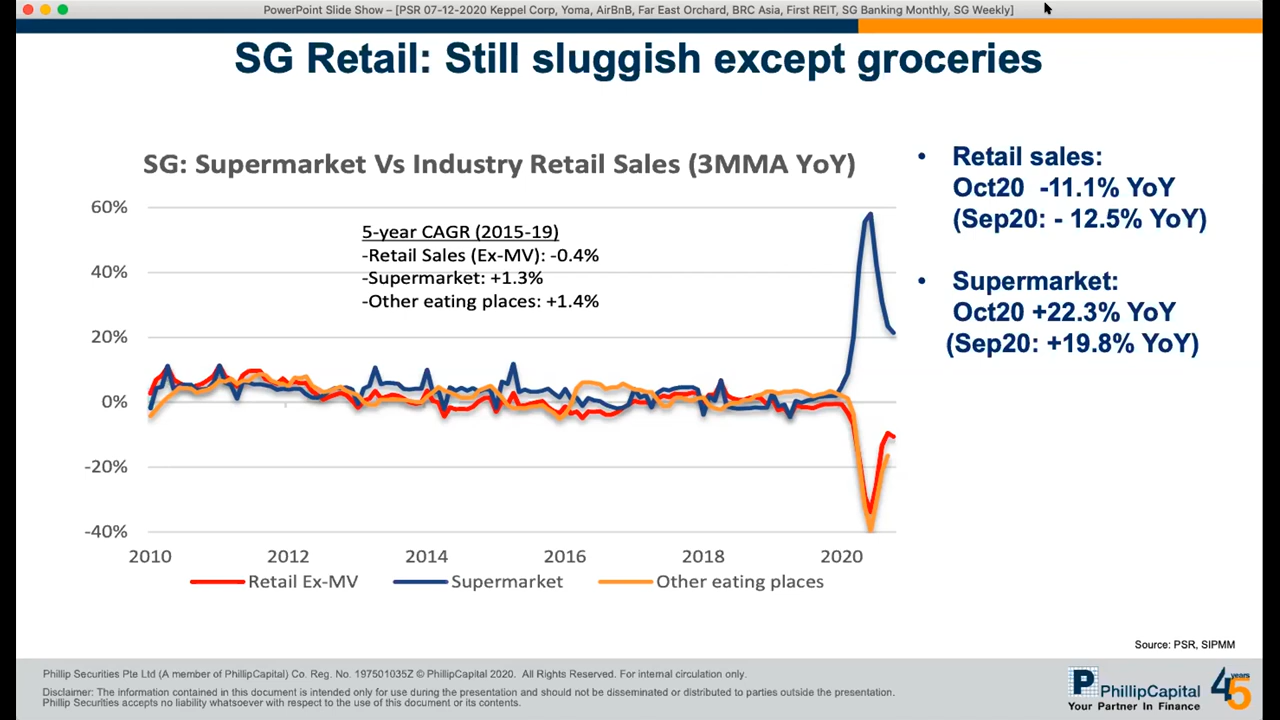 PowerPoint Slide Show – [PSR 07-12-2020 Keppel Corp, Yoma, AirBnB, Far East Orchard, BRC Asia, First REIT, SG Banking Monthly, SG Weekly]
SG Retail: Still sluggish except groceries
SG: Supermarket Vs Industry Retail Sales (3MMA YoY)
60%
40%
20%
0%
-20%
-40%
5-year CAGR (2015-19)
-Retail Sales (Ex-MV): -0.4%
-Supermarket: +1.3%
-Other eating places: +1.4%
2010 2012 2014 2016 2018 2020
Retail Ex-MV Supermarket Other eating places
• Retail sales:
Oct20 -11.1% YoY
(Sep20: - 12.5% YoY)
• Supermarket:
Oct20 +22.3% YoY
(Sep20: +19.8% YoY)
Source: PSR, SIPMM
Phillip Securities Pte Ltd (A member of PhillipCapital) Co. Reg. No. 197501035Z © PhillipCapital 2020. All Rights Reserved. For internal circulation only.
Disclaimer: The information contained in this document is intended only for use during the presentation and should not be disseminated or distributed to parties outside the presentation.
Phillip Securities accepts no liability whatsoever with respect to the use of this document or its contents.
P PhillipCapital
Your Partner In Finance
45 years